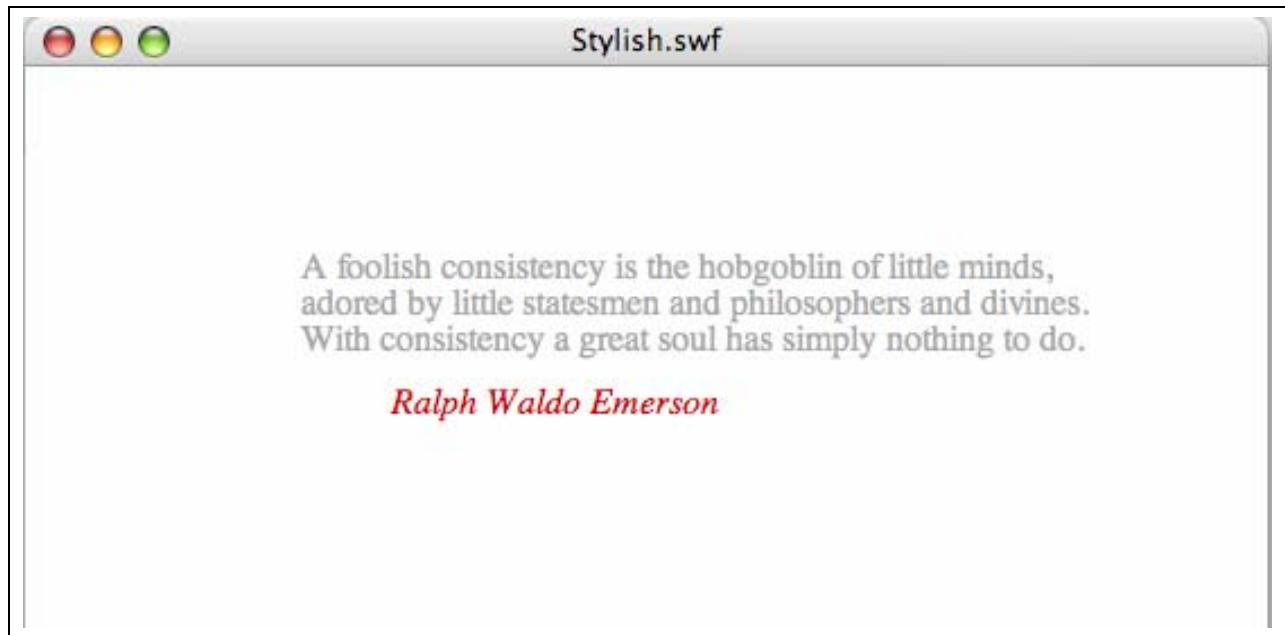 Stylish.swf
A foolish consistency is the hobgoblin of little minds,
adored by little statesmen and philosophers and divines.
With consistency a great soul has simply nothing to do.
Ralph Waldo Emerson